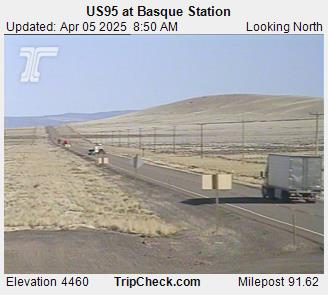 US95 at Basque Station
Updated: Apr 05 2025 8:50 AM Looking North
Elevation 4460 TripCheck.com Milepost 91.62